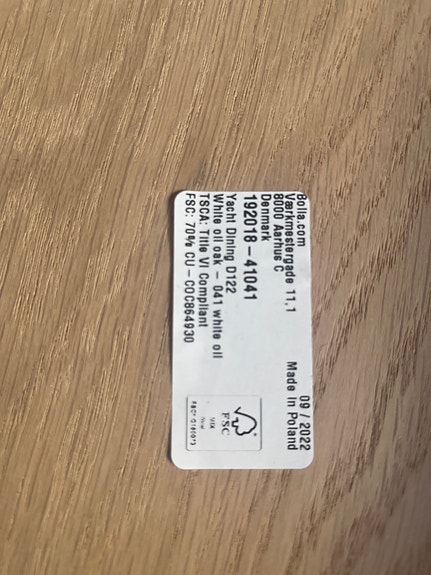 Bolia.com
Værkmestergade 11,1
8000 Aarhus C
Denmark
09 / 2022
Made in Poland
192018-41041
Yacht Dining D122
White oil oak - 041 white oil
TSCA: Title VI Compliant
FSC: 70% CU-COC864930
FSC
MIX